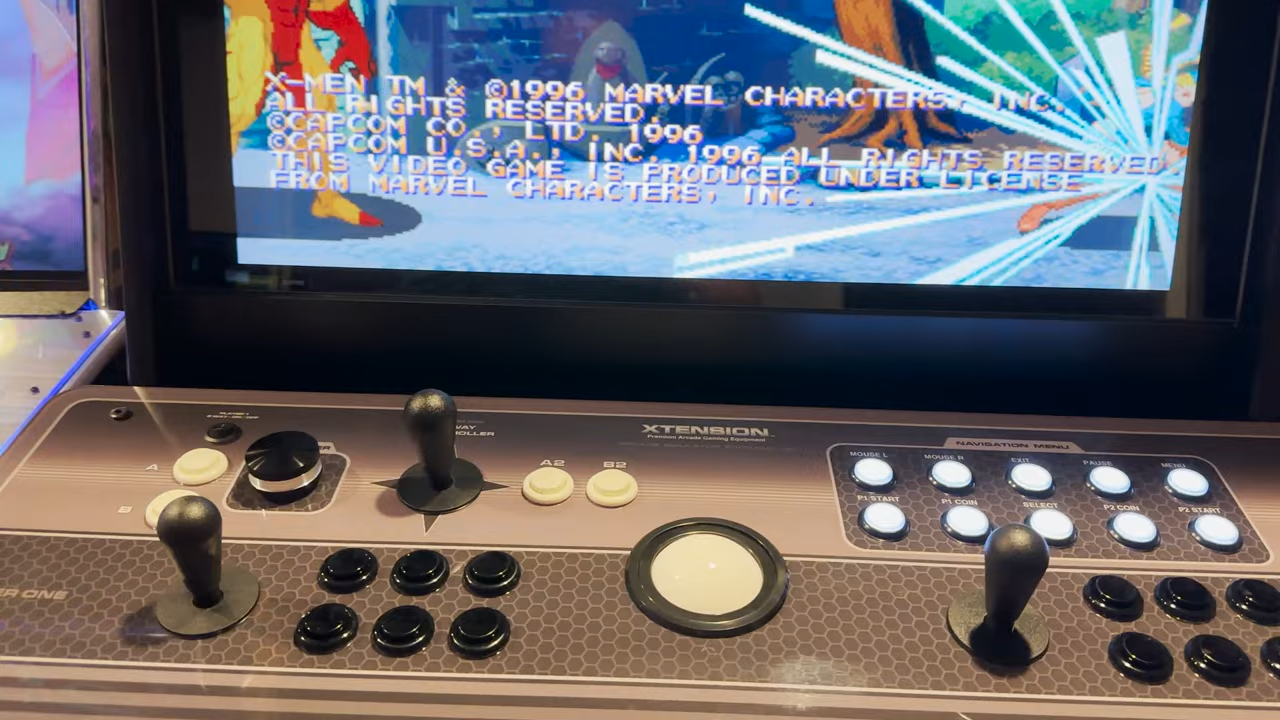 X-MEN TM & ©1996 MARVEL CHARACTERS, INC.
ALL RIGHTS RESERVED.
©CAPCOM CO., LTD. 1996
©CAPCOM U.S.A., INC. 1996 ALL RIGHTS RESERVED
THIS VIDEO GAME IS PRODUCED UNDER LICENSE
FROM MARVEL CHARACTERS, INC.
XTENSION
Premium Arcade Gaming Equipment
NAVIGATION MENU
MOUSE L
MOUSE R
EXIT
PAUSE
MENU
P1 START
P1 COIN
SELECT
P2 COIN
P2 START
A
B
A2
B2
ER ONE